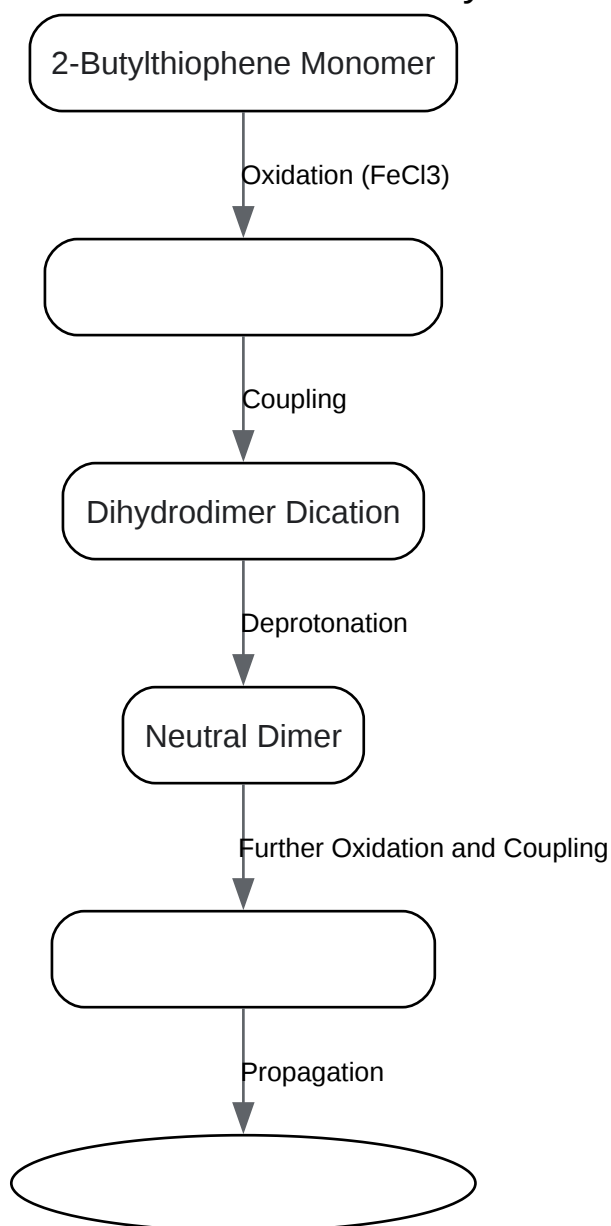 2-Butylthiophene Monomer
Oxidation (FeCl3)
Coupling
Dihydrodimer Dication
Deprotonation
Neutral Dimer
Further Oxidation and Coupling
Propagation